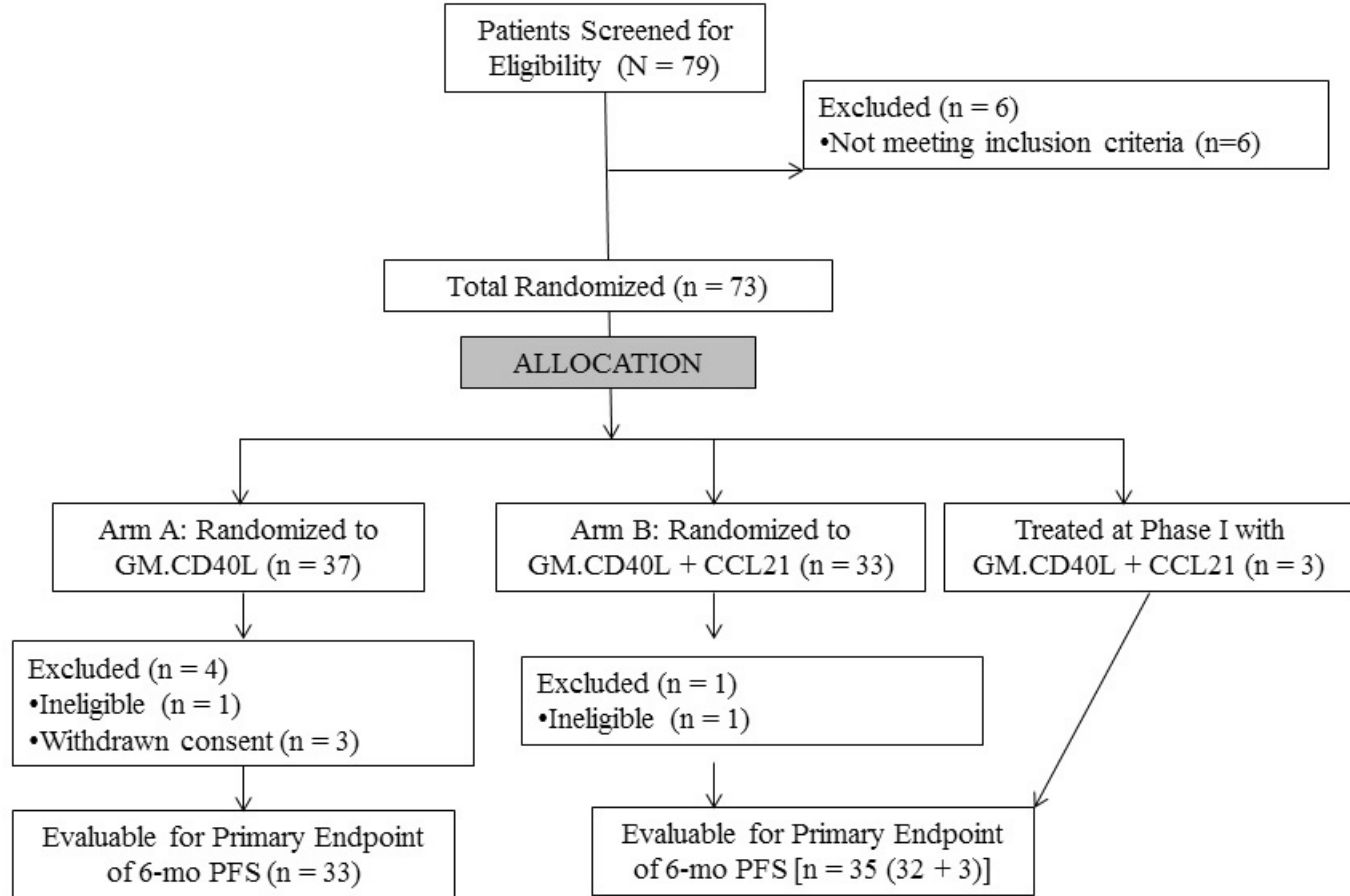 Patients Screened for
Eligibility (N = 79)
Excluded (n = 6)
•Not meeting inclusion criteria (n=6)
Total Randomized (n = 73)
ALLOCATION
Arm A: Randomized to
GM.CD40L (n = 37)
Arm B: Randomized to
GM.CD40L + CCL21 (n = 33)
Treated at Phase I with
GM.CD40L + CCL21 (n = 3)
Excluded (n = 4)
•Ineligible (n = 1)
•Withdrawn consent (n = 3)
Excluded (n = 1)
•Ineligible (n = 1)
Evaluable for Primary Endpoint
of 6-mo PFS (n = 33)
Evaluable for Primary Endpoint
of 6-mo PFS [n = 35 (32 + 3)]